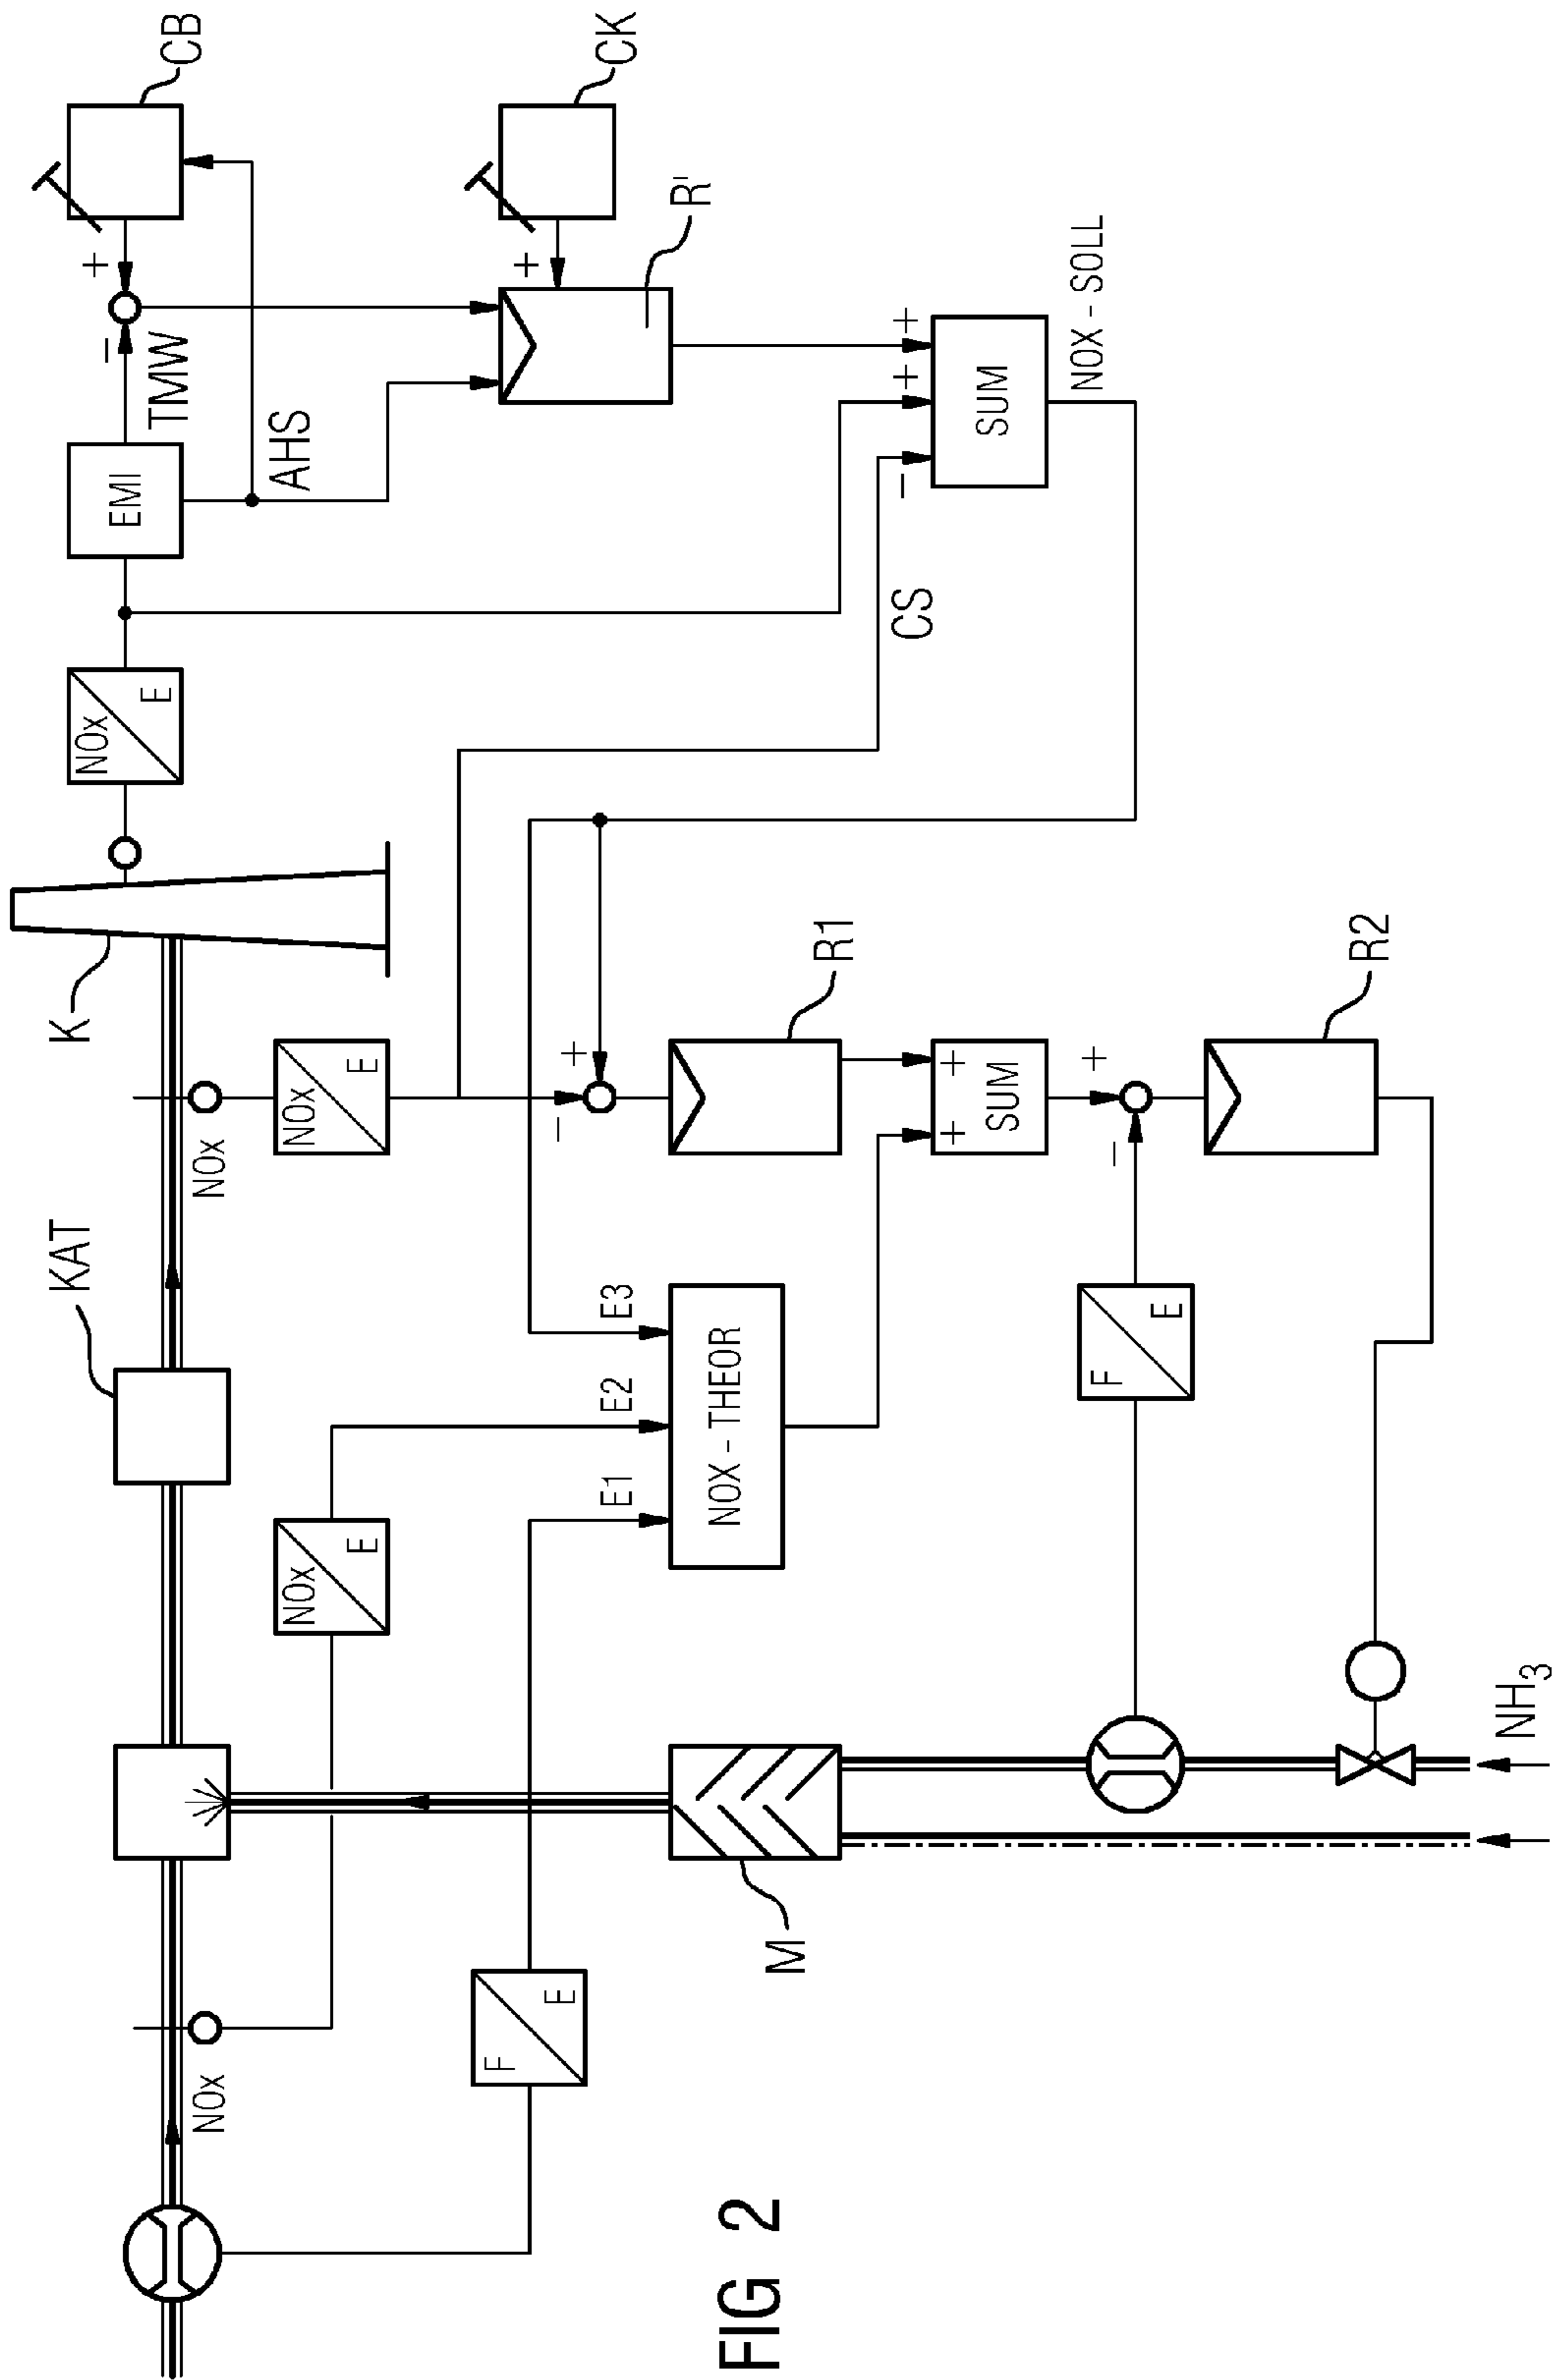 CB
CK
+
+
R'
−
TMW
AHS
EMI
+
+
−
SUM
NOX - SOLL
CS
NOx
E
K
NOx
NOx
E
+
−
R1
+
+
SUM
+
−
R2
KAT
E3
E2
E1
NOX - THEOR
F
E
NOx
E
NH3
M
NOx
F
E
FIG 2